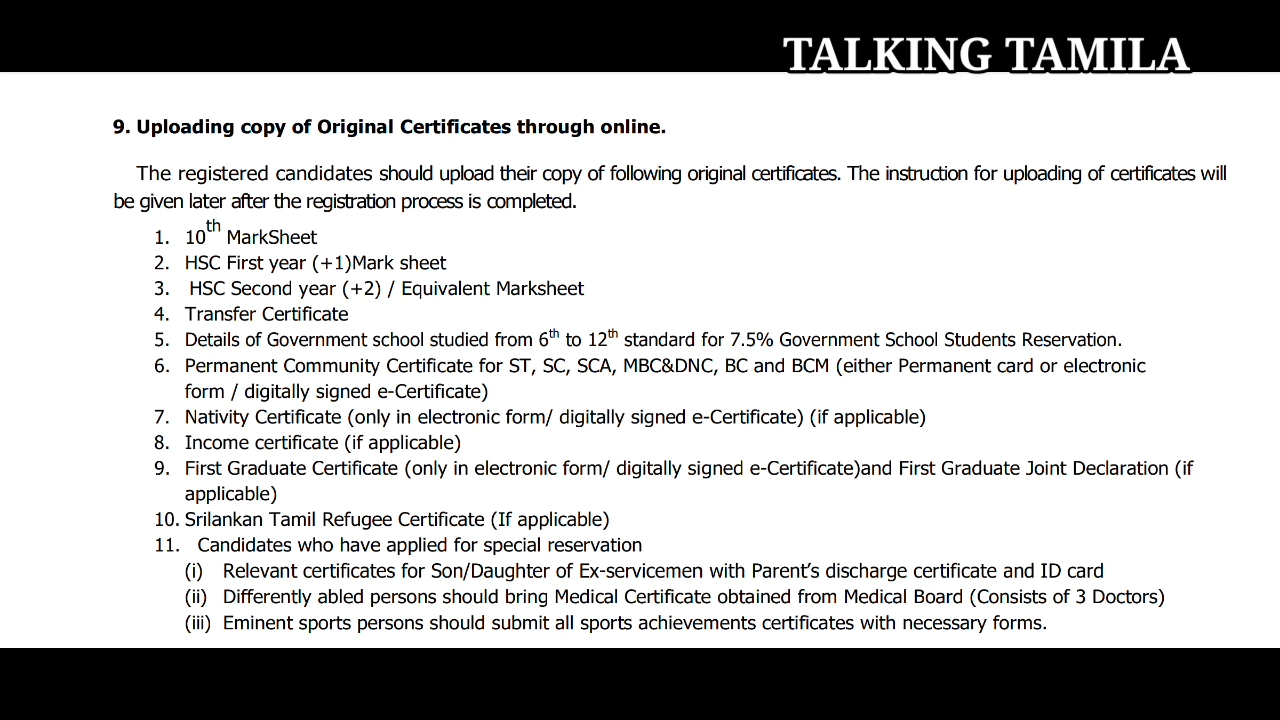 TALKING TAMILA
9. Uploading copy of Original Certificates through online.
The registered candidates should upload their copy of following original certificates. The instruction for uploading of certificates will
be given later after the registration process is completed.
1. 10th MarkSheet
2. HSC First year (+1)Mark sheet
3. HSC Second year (+2) / Equivalent Marksheet
4. Transfer Certificate
5. Details of Government school studied from 6th to 12th standard for 7.5% Government School Students Reservation.
6. Permanent Community Certificate for ST, SC, SCA, MBC&DNC, BC and BCM (either Permanent card or electronic
form / digitally signed e-Certificate)
7. Nativity Certificate (only in electronic form/ digitally signed e-Certificate) (if applicable)
8. Income certificate (if applicable)
9. First Graduate Certificate (only in electronic form/ digitally signed e-Certificate)and First Graduate Joint Declaration (if
applicable)
10. Srilankan Tamil Refugee Certificate (If applicable)
11. Candidates who have applied for special reservation
(i) Relevant certificates for Son/Daughter of Ex-servicemen with Parent’s discharge certificate and ID card
(ii) Differently abled persons should bring Medical Certificate obtained from Medical Board (Consists of 3 Doctors)
(iii) Eminent sports persons should submit all sports achievements certificates with necessary forms.